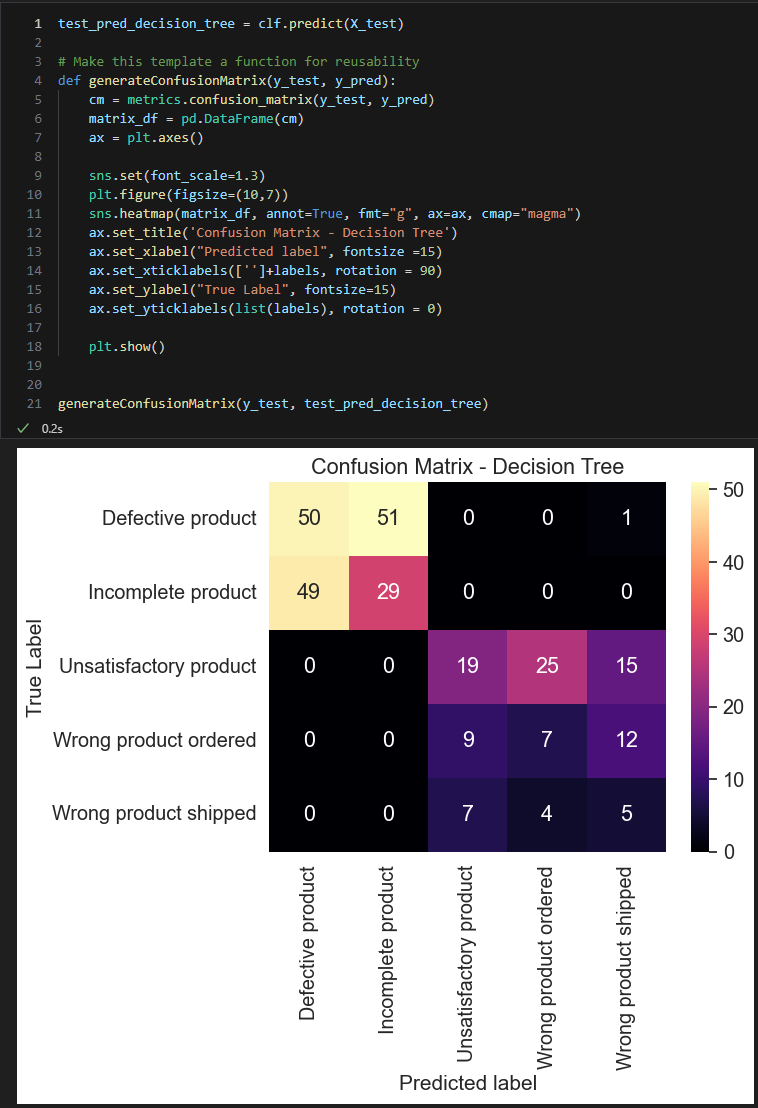 1 test_pred_decision_tree = clf.predict(X_test)
2
3 # Make this template a function for reusability
4 def generateConfusionMatrix(y_test, y_pred):
5 cm = metrics.confusion_matrix(y_test, y_pred)
6 matrix_df = pd.DataFrame(cm)
7 ax = plt.axes()
8
9 sns.set(font_scale=1.3)
10 plt.figure(figsize=(10,7))
11 sns.heatmap(matrix_df, annot=True, fmt="g", ax=ax, cmap="magma")
12 ax.set_title('Confusion Matrix - Decision Tree')
13 ax.set_xlabel("Predicted label", fontsize =15)
14 ax.set_xticklabels(['']+labels, rotation = 90)
15 ax.set_ylabel("True Label", fontsize=15)
16 ax.set_yticklabels(list(labels), rotation = 0)
17
18 plt.show()
19
20
21 generateConfusionMatrix(y_test, test_pred_decision_tree)
0.2s
Confusion Matrix - Decision Tree
True Label
Defective product 50 51 0 0 1
Incomplete product 49 29 0 0 0
Unsatisfactory product 0 0 19 25 15
Wrong product ordered 0 0 9 7 12
Wrong product shipped 0 0 7 4 5
50
40
30
20
10
0
Defective product
Incomplete product
Unsatisfactory product
Wrong product ordered
Wrong product shipped
Predicted label